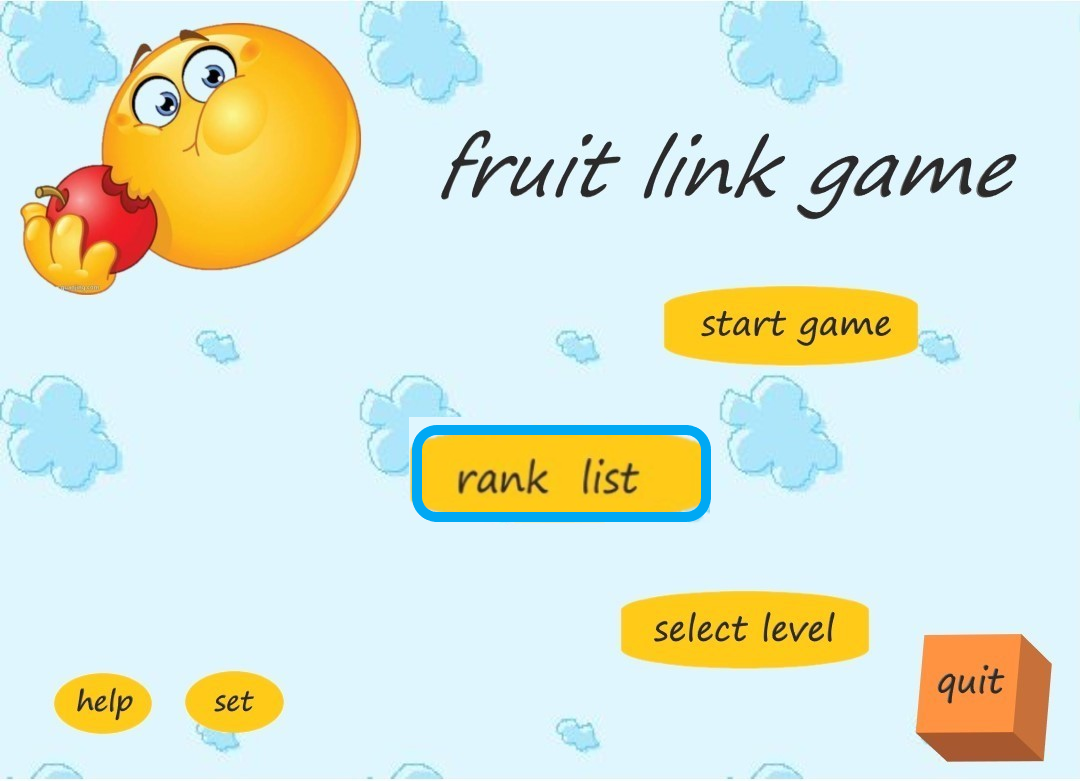 fruit link game
start game
rank list
select level
help
set
quit